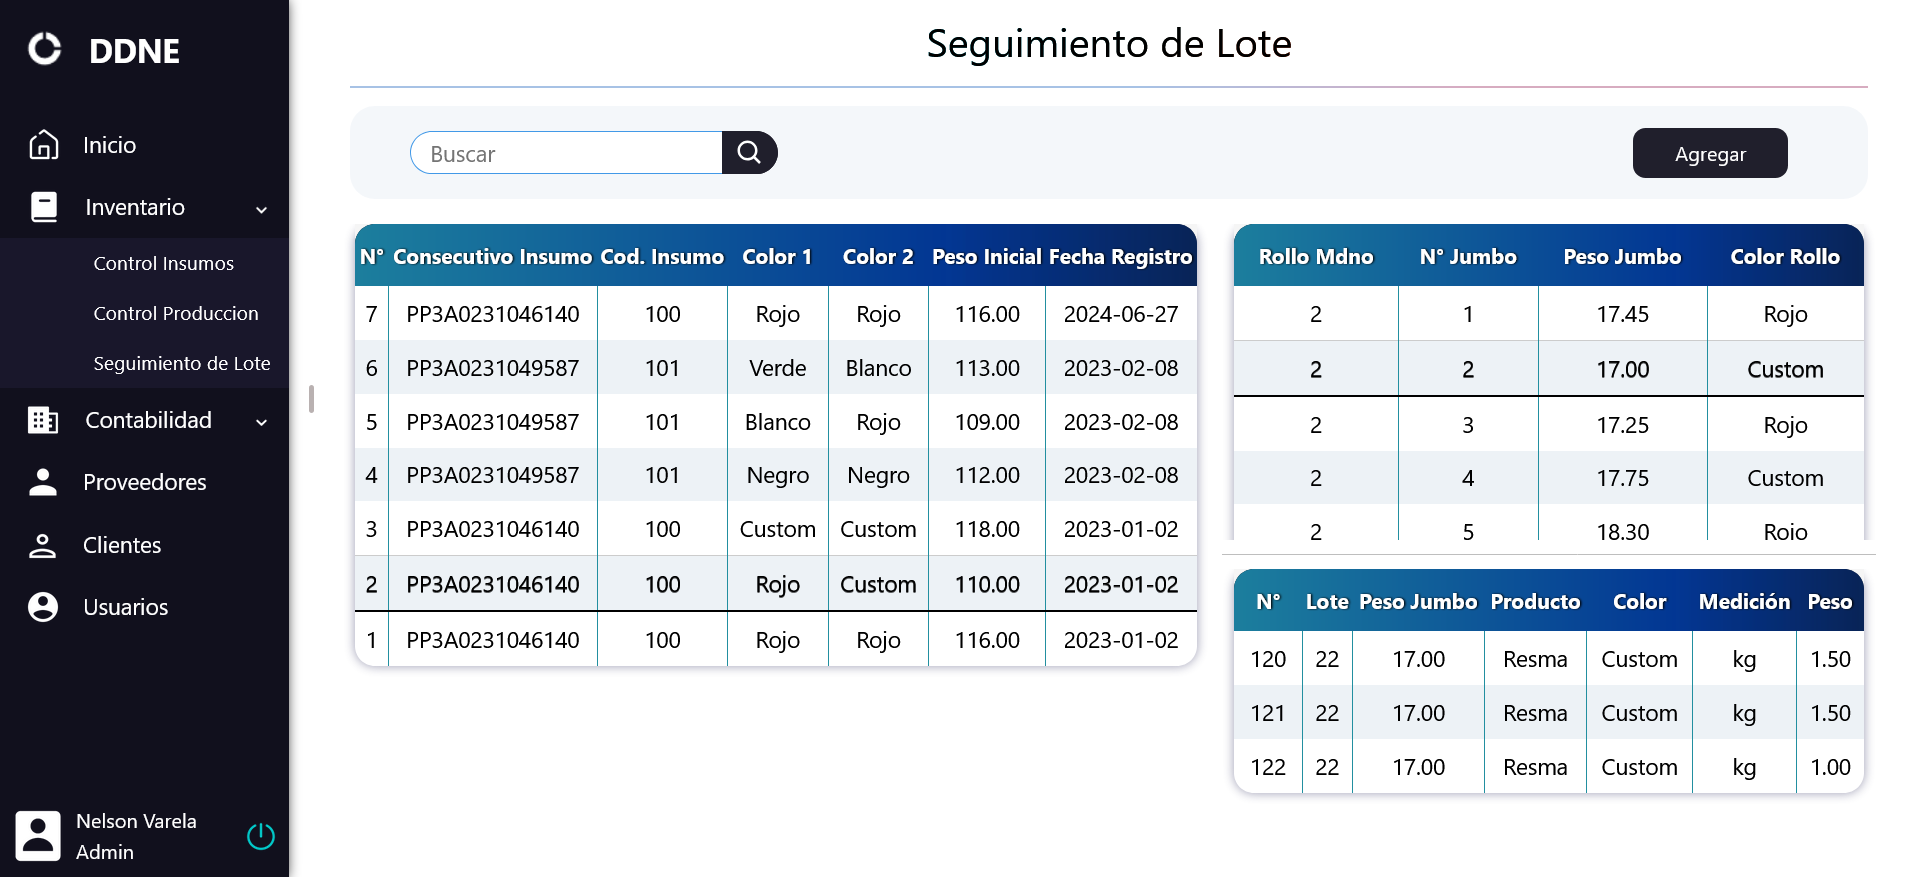 DDNE
Inicio
Inventario
Control Insumos
Control Produccion
Seguimiento de Lote
Contabilidad
Proveedores
Clientes
Usuarios
Nelson Varela
Admin
Seguimiento de Lote
Buscar
Agregar
N° Consecutivo Insumo Cod. Insumo Color 1 Color 2 Peso Inicial Fecha Registro
7 PP3A0231046140 100 Rojo Rojo 116.00 2024-06-27
6 PP3A0231049587 101 Verde Blanco 113.00 2023-02-08
5 PP3A0231049587 101 Blanco Rojo 109.00 2023-02-08
4 PP3A0231049587 101 Negro Negro 112.00 2023-02-08
3 PP3A0231046140 100 Custom Custom 118.00 2023-01-02
2 PP3A0231046140 100 Rojo Custom 110.00 2023-01-02
1 PP3A0231046140 100 Rojo Rojo 116.00 2023-01-02
Rollo Mdno N° Jumbo Peso Jumbo Color Rollo
2 1 17.45 Rojo
2 2 17.00 Custom
2 3 17.25 Rojo
2 4 17.75 Custom
2 5 18.30 Rojo
N° Lote Peso Jumbo Producto Color Medición Peso
120 22 17.00 Resma Custom kg 1.50
121 22 17.00 Resma Custom kg 1.50
122 22 17.00 Resma Custom kg 1.00